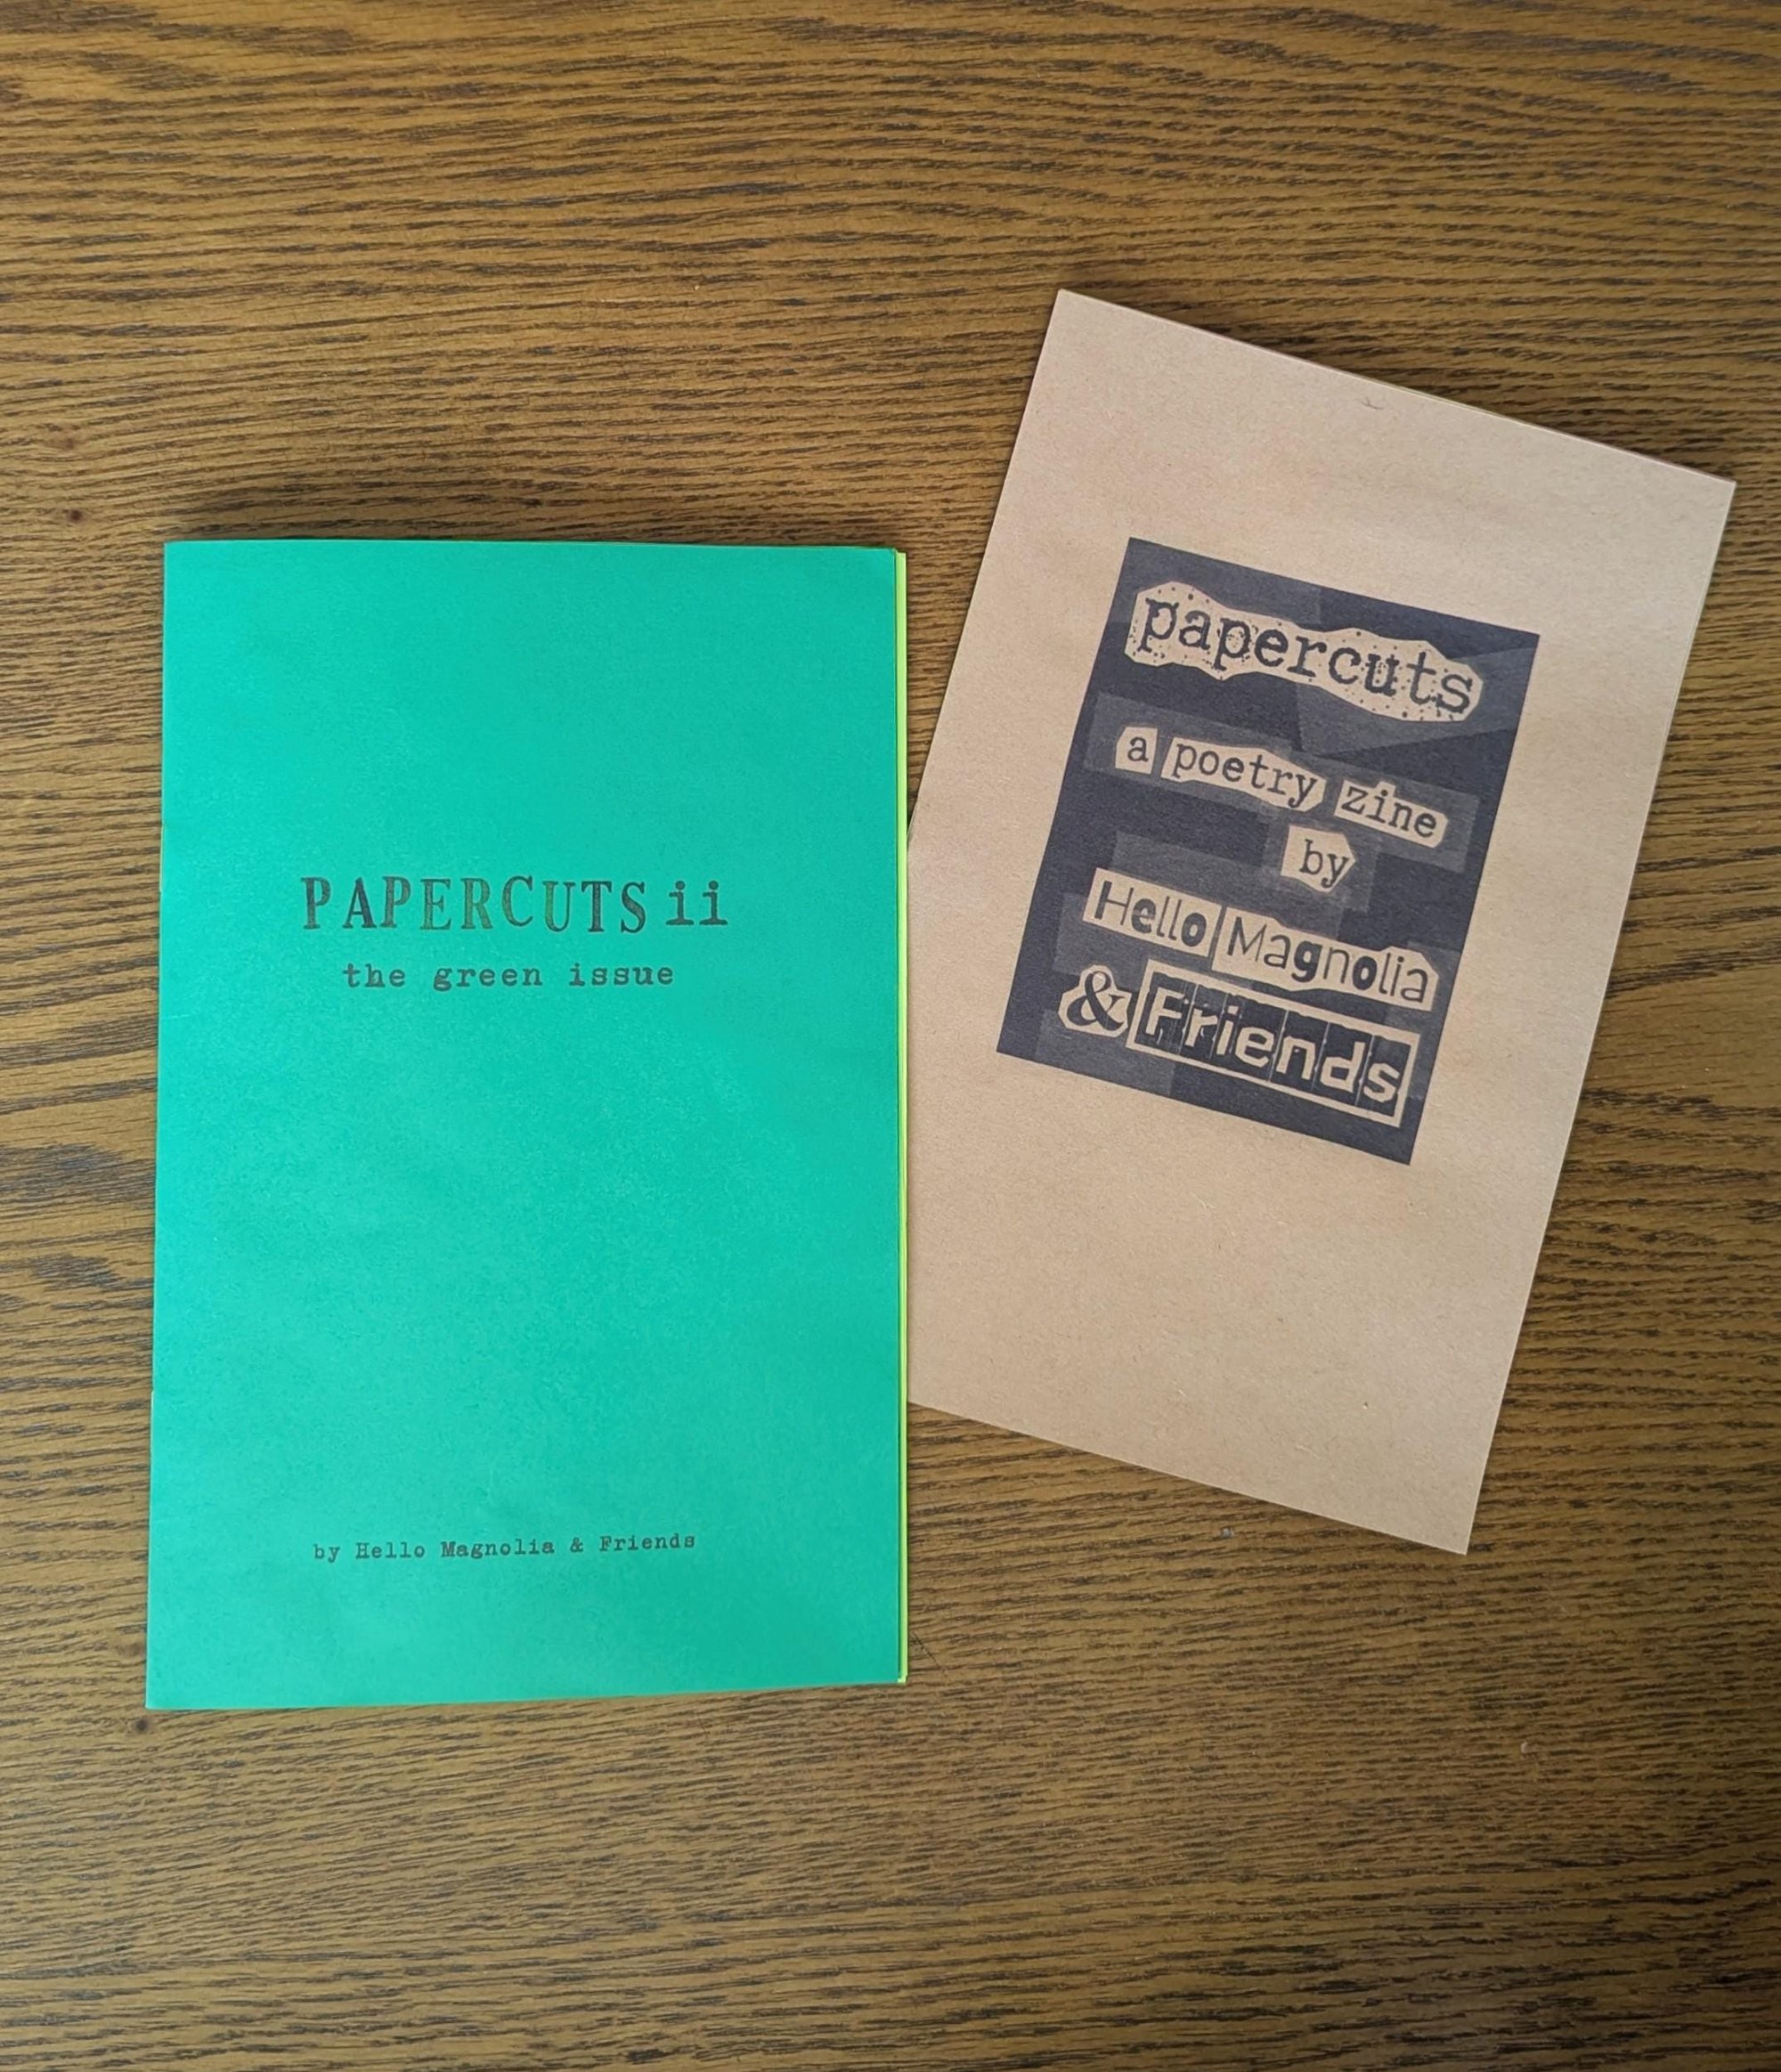 PAPERCUTS ii
the green issue
by Hello Magnolia & Friends
papercuts
a poetry zine
by
Hello Magnolia
& Friends